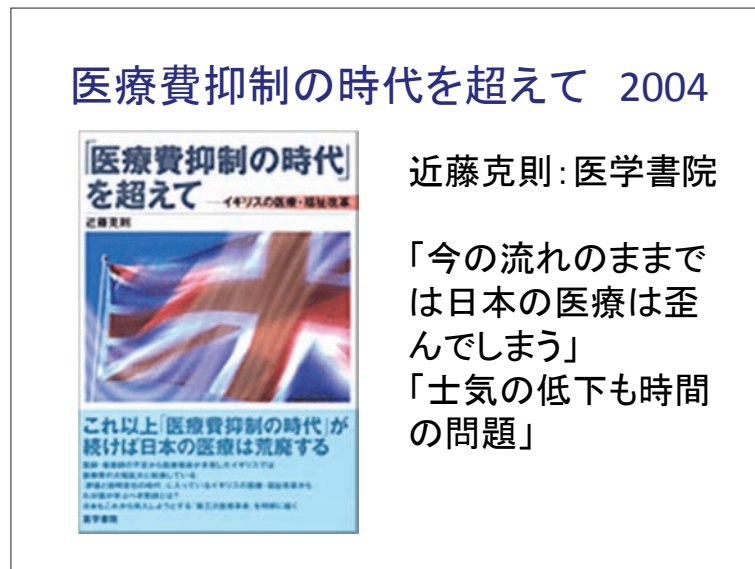 医療費抑制の時代を超えて 2004
「医療費抑制の時代」
を超えて
――イギリスの医療・福祉改革
近藤克則
近藤克則:医学書院
「今の流れのままで
は日本の医療は歪
んでしまう」
「士気の低下も時間
の問題」
これ以上「医療費抑制の時代」が
続けば日本の医療は荒廃する
医学書院